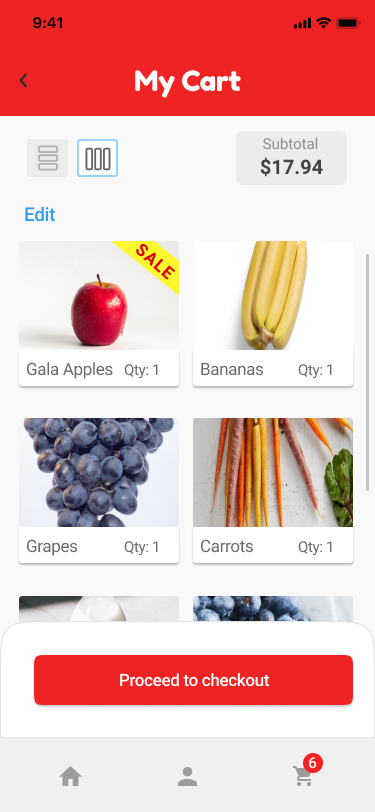 9:41
My Cart
Subtotal
$17.94
Edit
SALE
Gala Apples Qty: 1
Bananas Qty: 1
Grapes Qty: 1
Carrots Qty: 1
Proceed to checkout
6